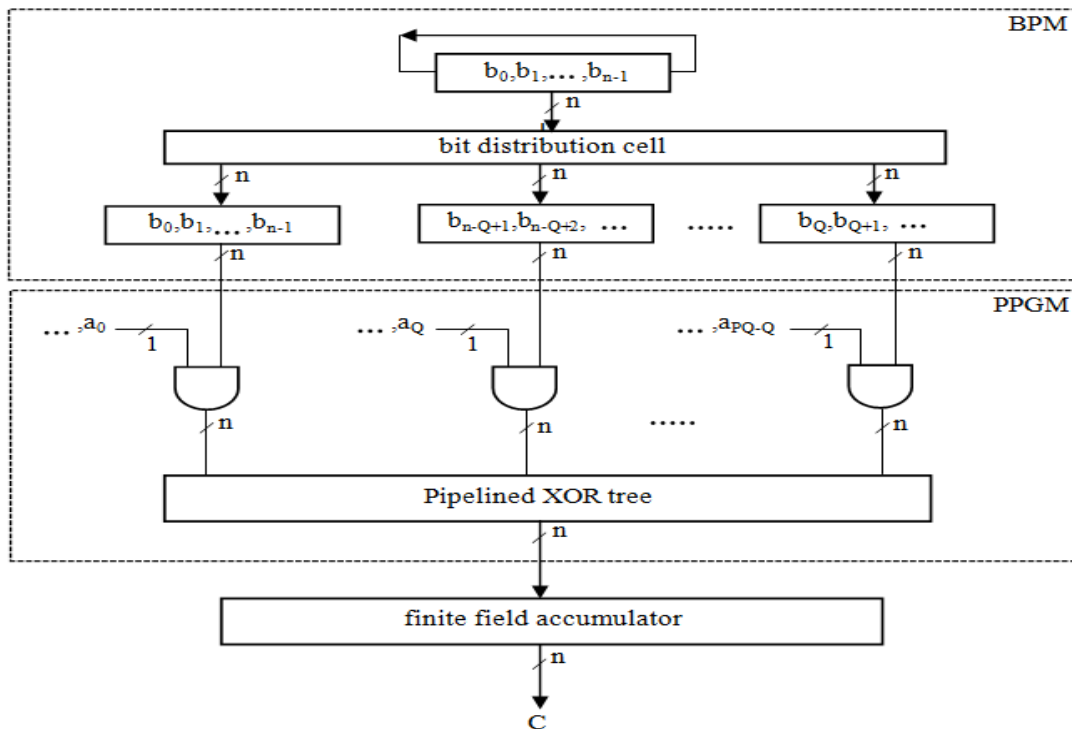 BPM
b0,b1,... ,bn-1
n
bit distribution cell
n n n
b0,b1,... ,bn-1 bn-Q+1,bn-Q+2, ... ..... bQ,bQ+1, ...
n n n
PPGM
... ,a0 1 ... ,aQ 1 ... ,aPQ-Q 1
n n ..... n
Pipelined XOR tree
n
finite field accumulator
n
C